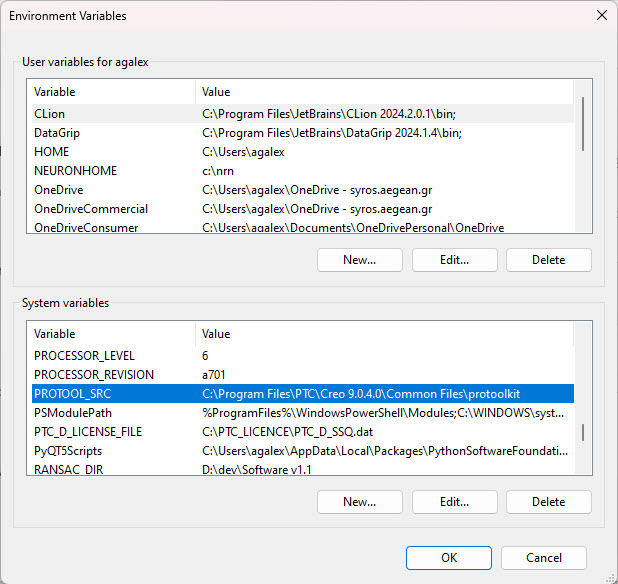 Environment Variables
User variables for agalex
Variable Value
CLion C:\Program Files\JetBrains\CLion 2024.2.0.1\bin;
DataGrip C:\Program Files\JetBrains\DataGrip 2024.1.4\bin;
HOME C:\Users\agalex
NEURONHOME c:\nrn
OneDrive C:\Users\agalex\OneDrive - syros.aegean.gr
OneDriveCommercial C:\Users\agalex\OneDrive - syros.aegean.gr
OneDriveConsumer C:\Users\agalex\Documents\OneDrivePersonal\OneDrive
New... Edit... Delete
System variables
Variable Value
PROCESSOR_LEVEL 6
PROCESSOR_REVISION a701
PROTOOL_SRC C:\Program Files\PTC\Creo 9.0.4.0\Common Files\protoolkit
PSModulePath %ProgramFiles%\WindowsPowerShell\Modules;C:\WINDOWS\syst...
PTC_D_LICENSE_FILE C:\PTC_LICENCE\PTC_D_SSQ.dat
PyQT5Scripts C:\Users\agalex\AppData\Local\Packages\PythonSoftwareFoundati...
RANSAC_DIR D:\dev\Software v1.1
New... Edit... Delete
OK Cancel